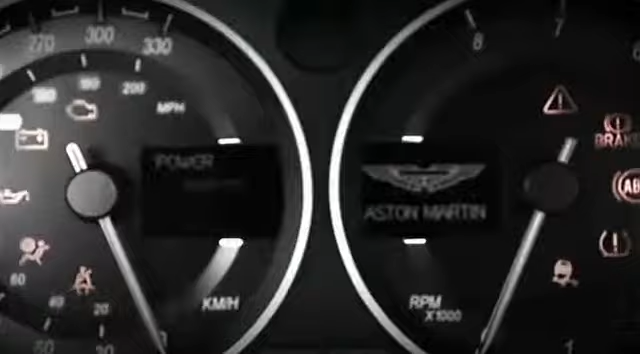 270
300
330
180
200
MPH
POWER
60
40
20
KM/H
8
7
ASTON MARTIN
BRAKE
AB
RPM
X1000
1